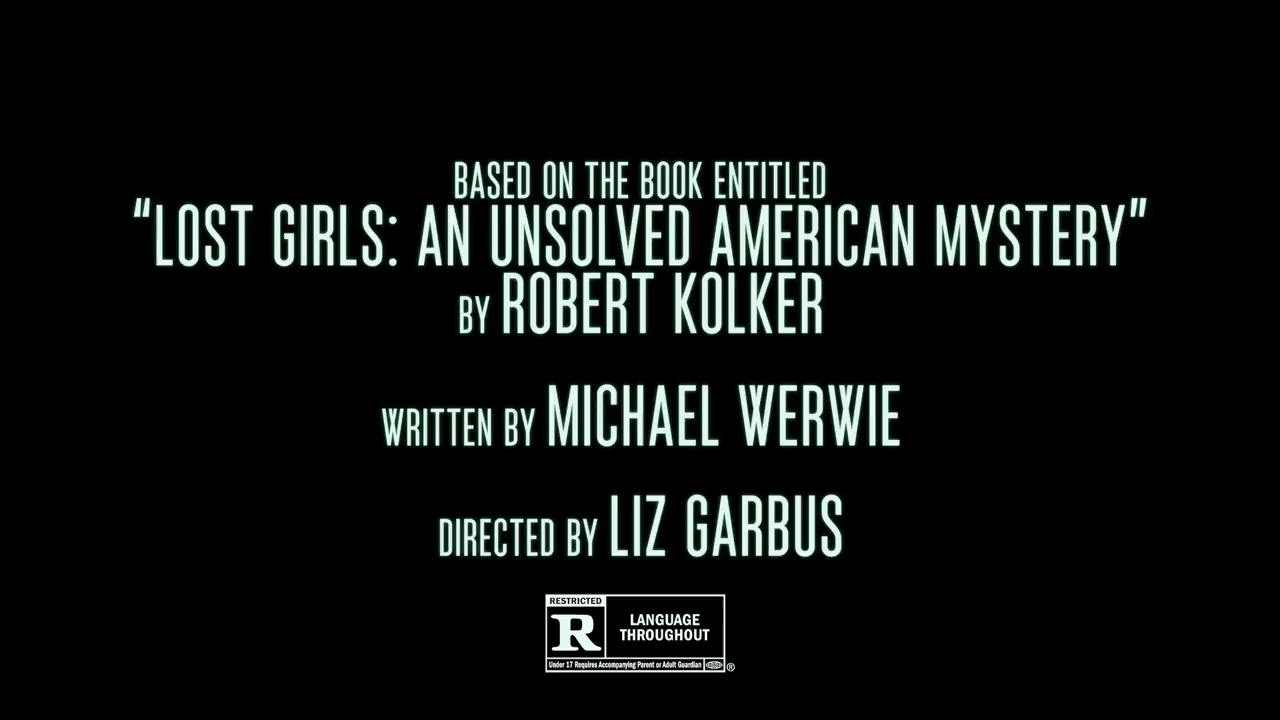 BASED ON THE BOOK ENTITLED
"LOST GIRLS: AN UNSOLVED AMERICAN MYSTERY"
BY ROBERT KOLKER
WRITTEN BY MICHAEL WERWIE
DIRECTED BY LIZ GARBUS
RESTRICTED
R
LANGUAGE
THROUGHOUT
Under 17 Requires Accompanying Parent or Adult Guardian
®